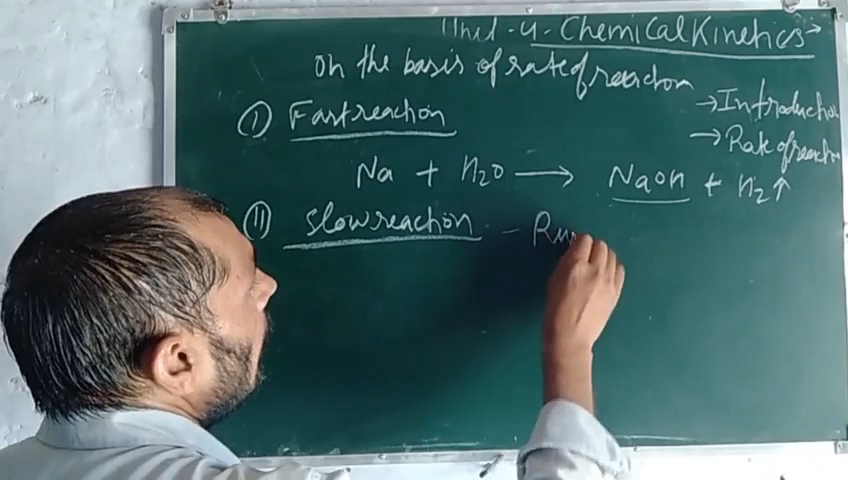 Unit-4-Chemical Kinetics→
on the basis of rate of reaction
→ Introduction
→ Rate of reaction
(I) Fast reaction
Na + H2O → NaOH + H2↑
(II) Slow reaction - Ru